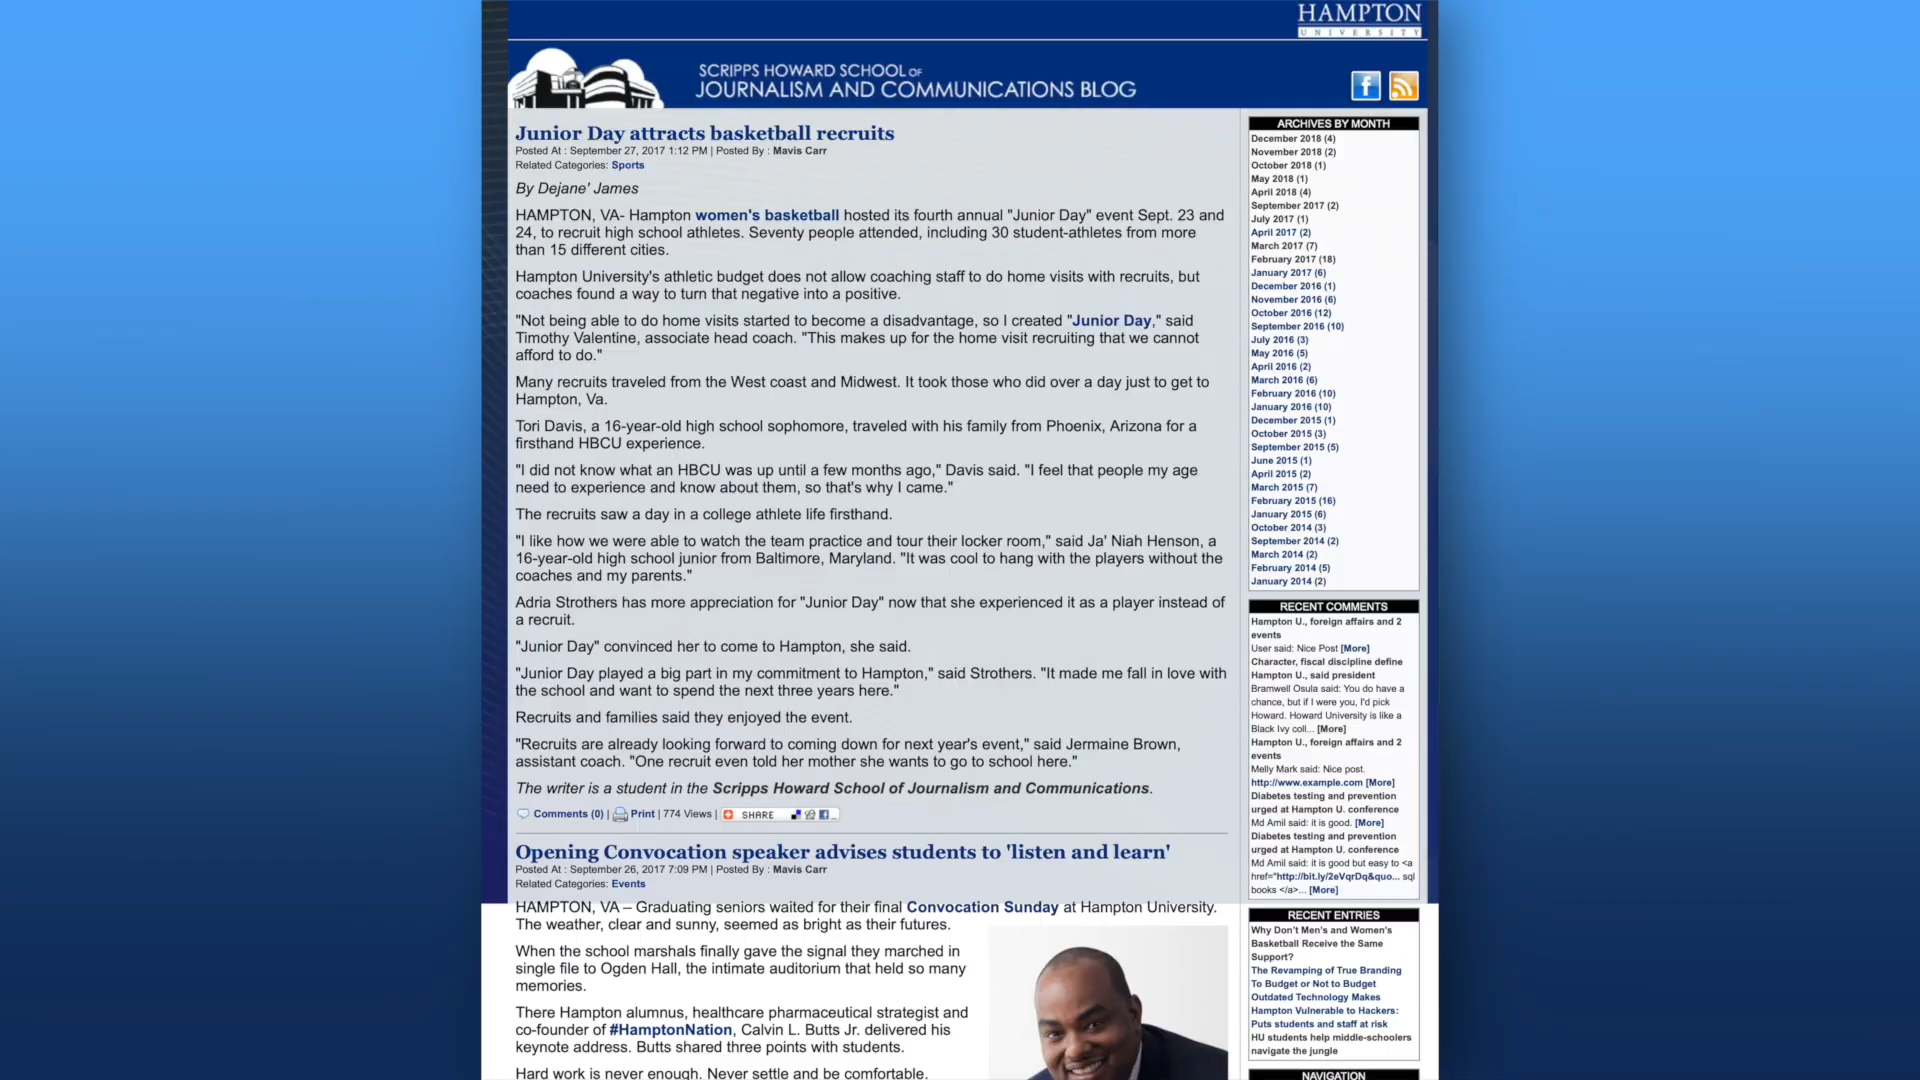 HAMPTON
UNIVERSITY
SCRIPPS HOWARD SCHOOL OF
JOURNALISM AND COMMUNICATIONS BLOG
Junior Day attracts basketball recruits
Posted At : September 27, 2017 1:12 PM | Posted By : Mavis Carr
Related Categories: Sports
By Dejane' James
HAMPTON, VA- Hampton women's basketball hosted its fourth annual "Junior Day" event Sept. 23 and
24, to recruit high school athletes. Seventy people attended, including 30 student-athletes from more
than 15 different cities.
Hampton University's athletic budget does not allow coaching staff to do home visits with recruits, but
coaches found a way to turn that negative into a positive.
"Not being able to do home visits started to become a disadvantage, so I created "Junior Day," said
Timothy Valentine, associate head coach. "This makes up for the home visit recruiting that we cannot
afford to do."
Many recruits traveled from the West coast and Midwest. It took those who did over a day just to get to
Hampton, Va.
Tori Davis, a 16-year-old high school sophomore, traveled with his family from Phoenix, Arizona for a
firsthand HBCU experience.
"I did not know what an HBCU was up until a few months ago," Davis said. "I feel that people my age
need to experience and know about them, so that's why I came."
The recruits saw a day in a college athlete life firsthand.
"I like how we were able to watch the team practice and tour their locker room," said Ja' Niah Henson, a
16-year-old high school junior from Baltimore, Maryland. "It was cool to hang with the players without the
coaches and my parents."
Adria Strothers has more appreciation for "Junior Day" now that she experienced it as a player instead of
a recruit.
"Junior Day" convinced her to come to Hampton, she said.
"Junior Day played a big part in my commitment to Hampton," said Strothers. "It made me fall in love with
the school and want to spend the next three years here."
Recruits and families said they enjoyed the event.
"Recruits are already looking forward to coming down for next year's event," said Jermaine Brown,
assistant coach. "One recruit even told her mother she wants to go to school here."
The writer is a student in the Scripps Howard School of Journalism and Communications.
Comments (0) | Print | 774 Views | SHARE
Opening Convocation speaker advises students to 'listen and learn'
Posted At : September 26, 2017 7:09 PM | Posted By : Mavis Carr
Related Categories: Events
HAMPTON, VA – Graduating seniors waited for their final Convocation Sunday at Hampton University.
The weather, clear and sunny, seemed as bright as their futures.
When the school marshals finally gave the signal they marched in
single file to Ogden Hall, the intimate auditorium that held so many
memories.
There Hampton alumnus, healthcare pharmaceutical strategist and
co-founder of #HamptonNation, Calvin L. Butts Jr. delivered his
keynote address. Butts shared three points with students.
Hard work is never enough. Never settle and be comfortable.
ARCHIVES BY MONTH
December 2018 (4)
November 2018 (2)
October 2018 (1)
May 2018 (1)
April 2018 (4)
September 2017 (2)
July 2017 (1)
April 2017 (2)
March 2017 (7)
February 2017 (18)
January 2017 (6)
December 2016 (1)
November 2016 (6)
October 2016 (12)
September 2016 (10)
July 2016 (3)
May 2016 (5)
April 2016 (2)
March 2016 (6)
February 2016 (10)
January 2016 (10)
December 2015 (1)
October 2015 (3)
September 2015 (5)
June 2015 (1)
April 2015 (2)
March 2015 (7)
February 2015 (16)
January 2015 (6)
October 2014 (3)
September 2014 (2)
March 2014 (2)
February 2014 (5)
January 2014 (2)
RECENT COMMENTS
Hampton U., foreign affairs and 2
events
User said: Nice Post [More]
Character, fiscal discipline define
Hampton U., said president
Bramwell Osula said: You do have a
chance, but if I were you, I'd pick
Howard. Howard University is like a
Black Ivy coll... [More]
Hampton U., foreign affairs and 2
events
Melly Mark said: Nice post.
http://www.example.com [More]
Diabetes testing and prevention
urged at Hampton U. conference
Md Amil said: it is good. [More]
Diabetes testing and prevention
urged at Hampton U. conference
Md Amil said: it is good but easy to <a
href="http://bit.ly/2eVqrDq&quo... sql
books </a>... [More]
RECENT ENTRIES
Why Don't Men's and Women's
Basketball Receive the Same
Support?
The Revamping of True Branding
To Budget or Not to Budget
Outdated Technology Makes
Hampton Vulnerable to Hackers:
Puts students and staff at risk
HU students help middle-schoolers
navigate the jungle
NAVIGATION